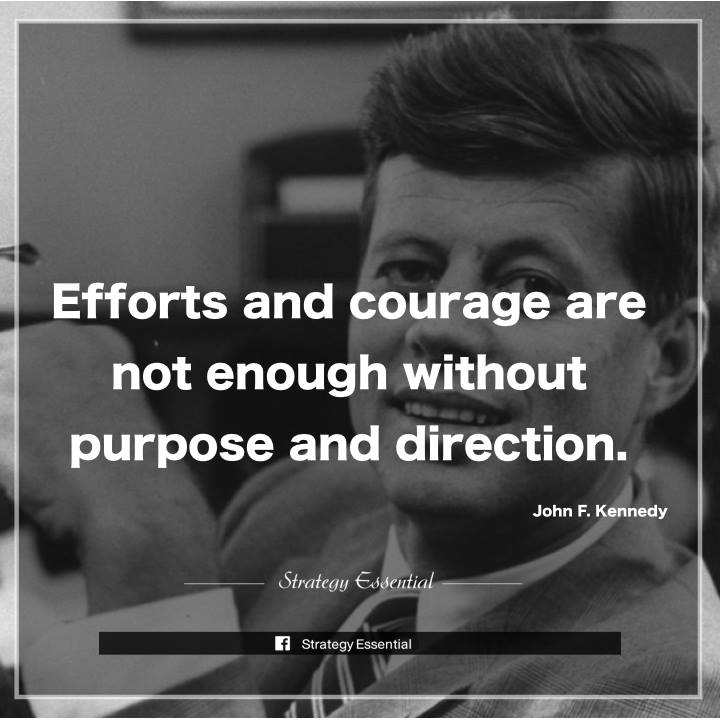 Efforts and courage are
not enough without
purpose and direction.
John F. Kennedy
Strategy Essential
Strategy Essential